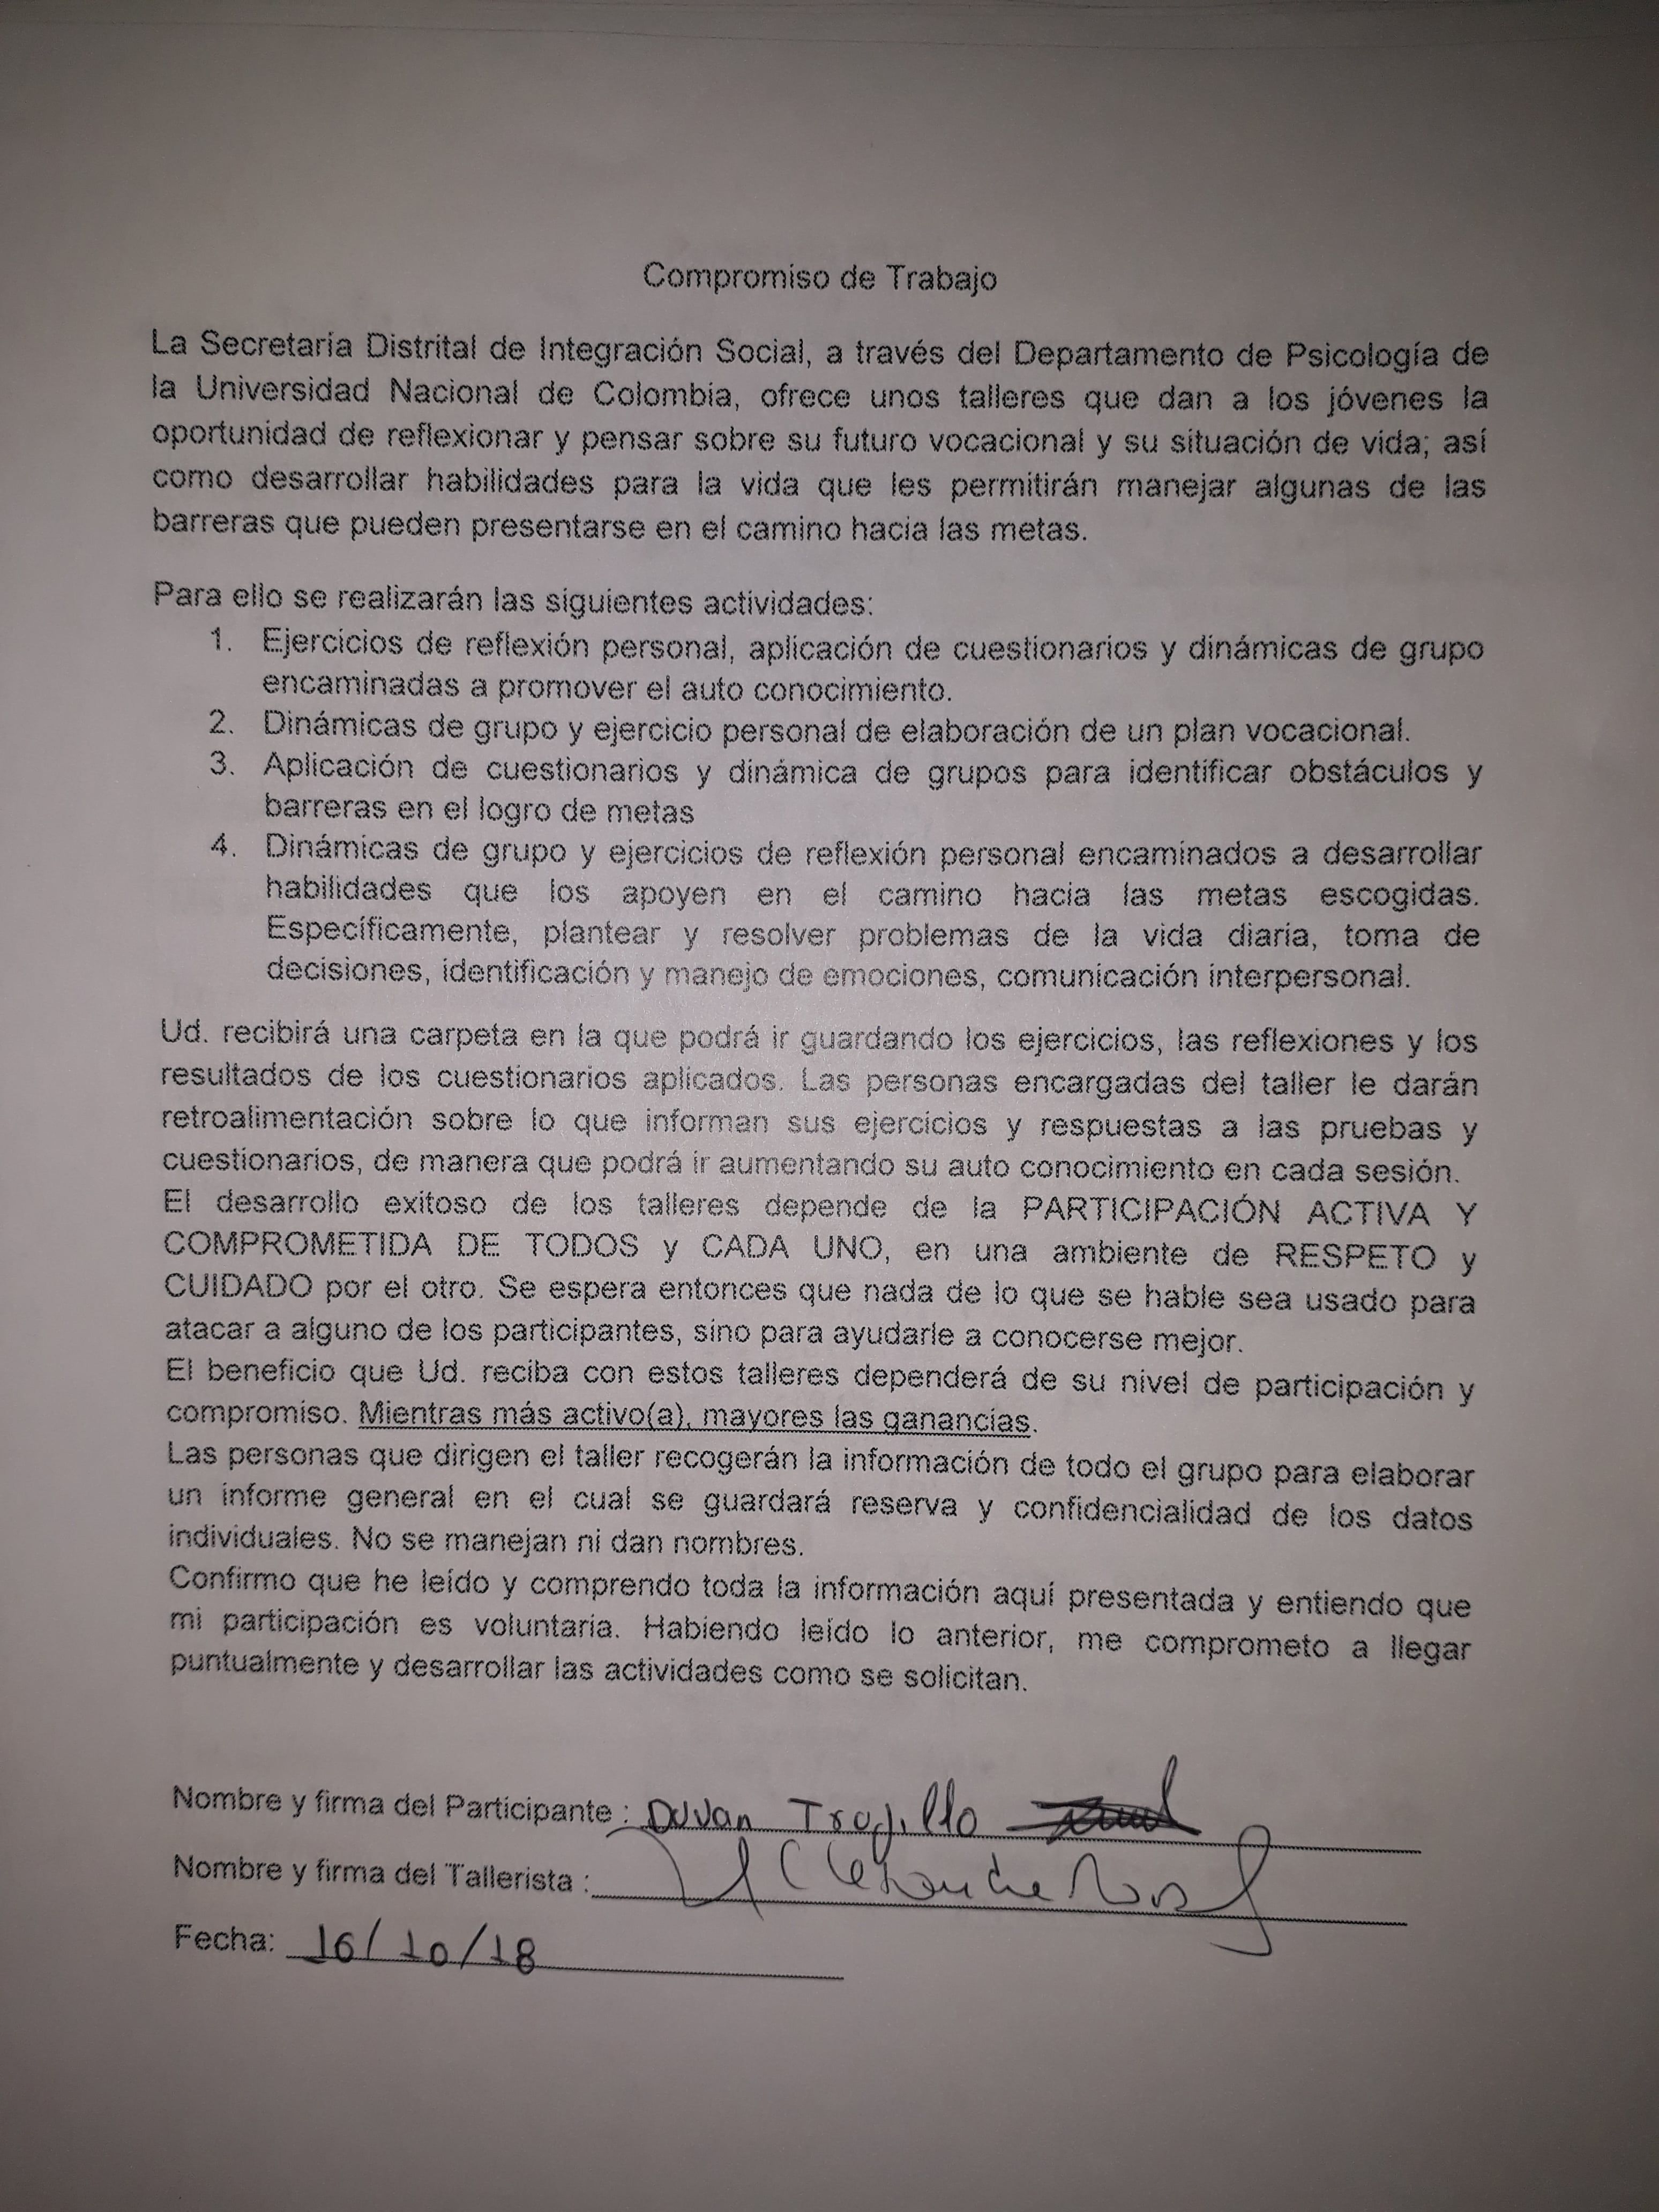 Compromiso de Trabajo
La Secretaría Distrital de Integración Social, a través del Departamento de Psicología de
la Universidad Nacional de Colombia, ofrece unos talleres que dan a los jóvenes la
oportunidad de reflexionar y pensar sobre su futuro vocacional y su situación de vida; así
como desarrollar habilidades para la vida que les permitirán manejar algunas de las
barreras que pueden presentarse en el camino hacia las metas.
Para ello se realizarán las siguientes actividades:
1. Ejercicios de reflexión personal, aplicación de cuestionarios y dinámicas de grupo
encaminadas a promover el auto conocimiento.
2. Dinámicas de grupo y ejercicio personal de elaboración de un plan vocacional.
3. Aplicación de cuestionarios y dinámica de grupos para identificar obstáculos y
barreras en el logro de metas
4. Dinámicas de grupo y ejercicios de reflexión personal encaminados a desarrollar
habilidades que los apoyen en el camino hacia las metas escogidas.
Específicamente, plantear y resolver problemas de la vida diaria, toma de
decisiones, identificación y manejo de emociones, comunicación interpersonal.
Ud. recibirá una carpeta en la que podrá ir guardando los ejercicios, las reflexiones y los
resultados de los cuestionarios aplicados. Las personas encargadas del taller le darán
retroalimentación sobre lo que informan sus ejercicios y respuestas a las pruebas y
cuestionarios, de manera que podrá ir aumentando su auto conocimiento en cada sesión.
El desarrollo exitoso de los talleres depende de la PARTICIPACIÓN ACTIVA Y
COMPROMETIDA DE TODOS y CADA UNO, en una ambiente de RESPETO y
CUIDADO por el otro. Se espera entonces que nada de lo que se hable sea usado para
atacar a alguno de los participantes, sino para ayudarle a conocerse mejor.
El beneficio que Ud. reciba con estos talleres dependerá de su nivel de participación y
compromiso. Mientras más activo(a), mayores las ganancias.
Las personas que dirigen el taller recogerán la información de todo el grupo para elaborar
un informe general en el cual se guardará reserva y confidencialidad de los datos
individuales. No se manejan ni dan nombres.
Confirmo que he leído y comprendo toda la información aquí presentada y entiendo que
mi participación es voluntaria. Habiendo leído lo anterior, me comprometo a llegar
puntualmente y desarrollar las actividades como se solicitan.
Nombre y firma del Participante : Duvan Trujillo
Nombre y firma del Tallerista :
Fecha: 16/10/18